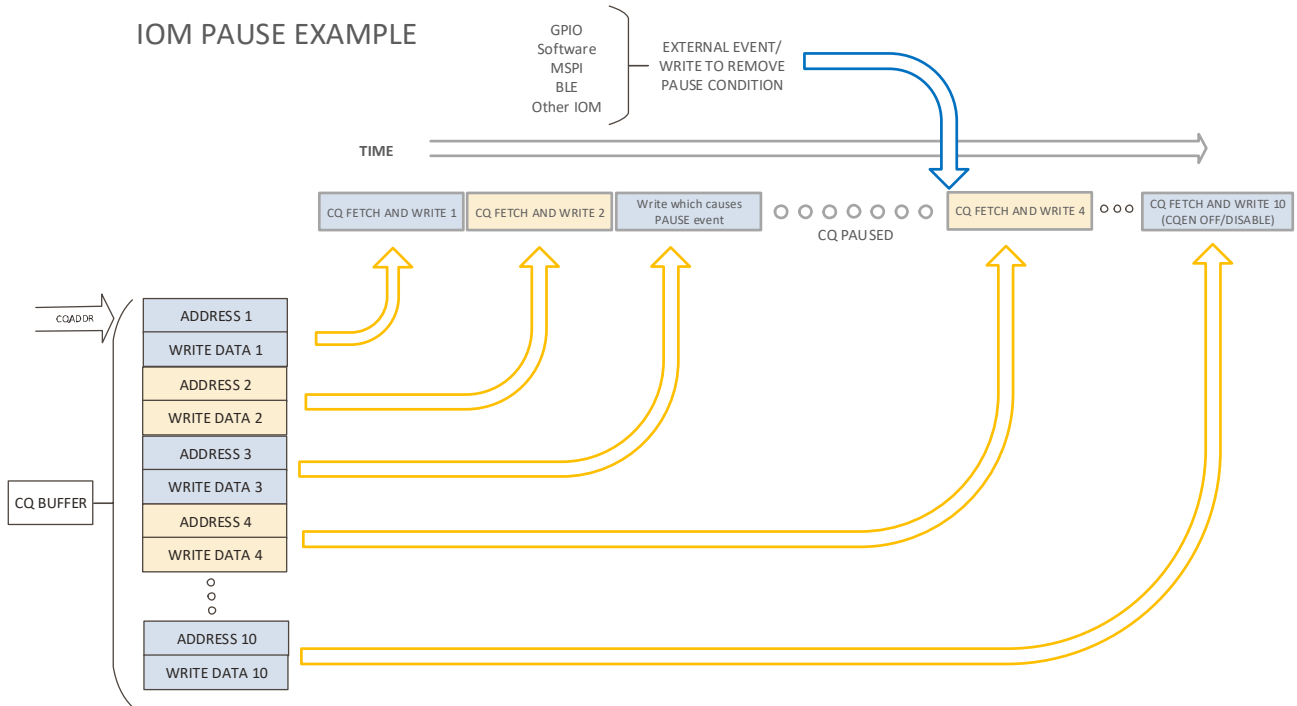 IOM PAUSE EXAMPLE
GPIO
Software
MSPI
BLE
Other IOM
EXTERNAL EVENT/
WRITE TO REMOVE
PAUSE CONDITION
TIME
CQ FETCH AND WRITE 1
CQ FETCH AND WRITE 2
Write which causes
PAUSE event
CQ PAUSED
CQ FETCH AND WRITE 4
CQ FETCH AND WRITE 10
(CQEN OFF/DISABLE)
CQADDR
ADDRESS 1
WRITE DATA 1
ADDRESS 2
WRITE DATA 2
ADDRESS 3
WRITE DATA 3
ADDRESS 4
WRITE DATA 4
ADDRESS 10
WRITE DATA 10
CQ BUFFER